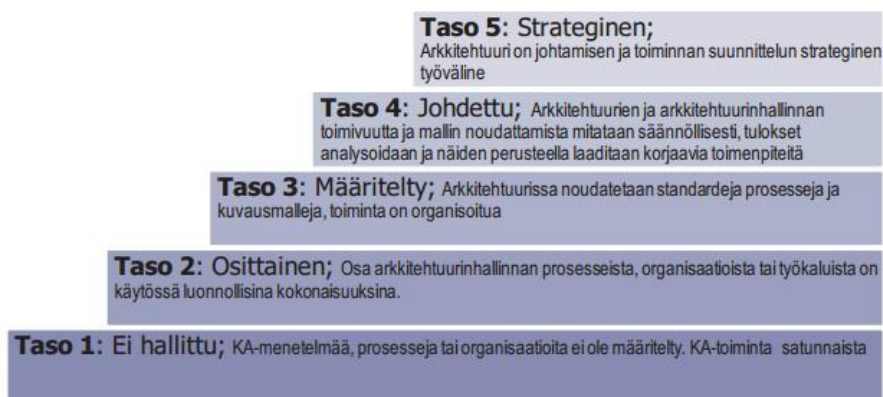 Taso 5: Strateginen;
Arkkitehtuuri on johtamisen ja toiminnan suunnittelun strateginen
työväline
Taso 4: Johdettu; Arkkitehtuurien ja arkkitehtuurinhallinnan
toimivuutta ja mallin noudattamista mitataan säännöllisesti, tulokset
analysoidaan ja näiden perusteella laaditaan korjaavia toimenpiteitä
Taso 3: Määritelty; Arkkitehtuurissa noudatetaan standardeja prosesseja ja
kuvausmalleja, toiminta on organisoitua
Taso 2: Osittainen; Osa arkkitehtuurinhallinnan prosesseista, organisaatioista tai työkaluista on
käytössä luonnollisina kokonaisuuksina.
Taso 1: Ei hallittu; KA-menetelmää, prosesseja tai organisaatioita ei ole määritelty. KA-toiminta satunnaista